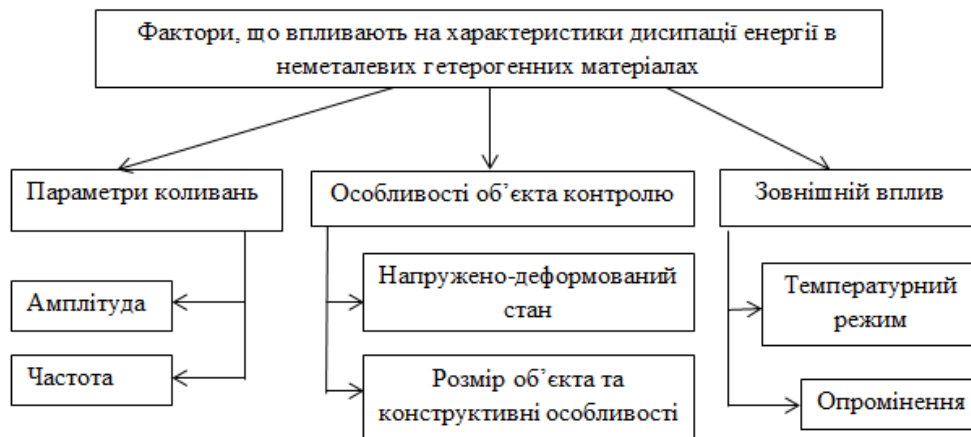 Фактори, що впливають на характеристики дисипації енергії в
неметалевих гетерогенних матеріалах
Параметри коливань
Особливості об’єкта контролю
Зовнішній вплив
Амплітуда
Частота
Напружено-деформований
стан
Розмір об’єкта та
конструктивні особливості
Температурний
режим
Опромінення